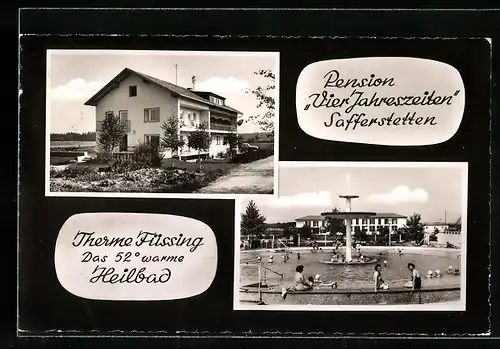 Pension
„Vier Jahreszeiten"
Safferstetten
Therme Füssing
Das 52° warme
Heilbad